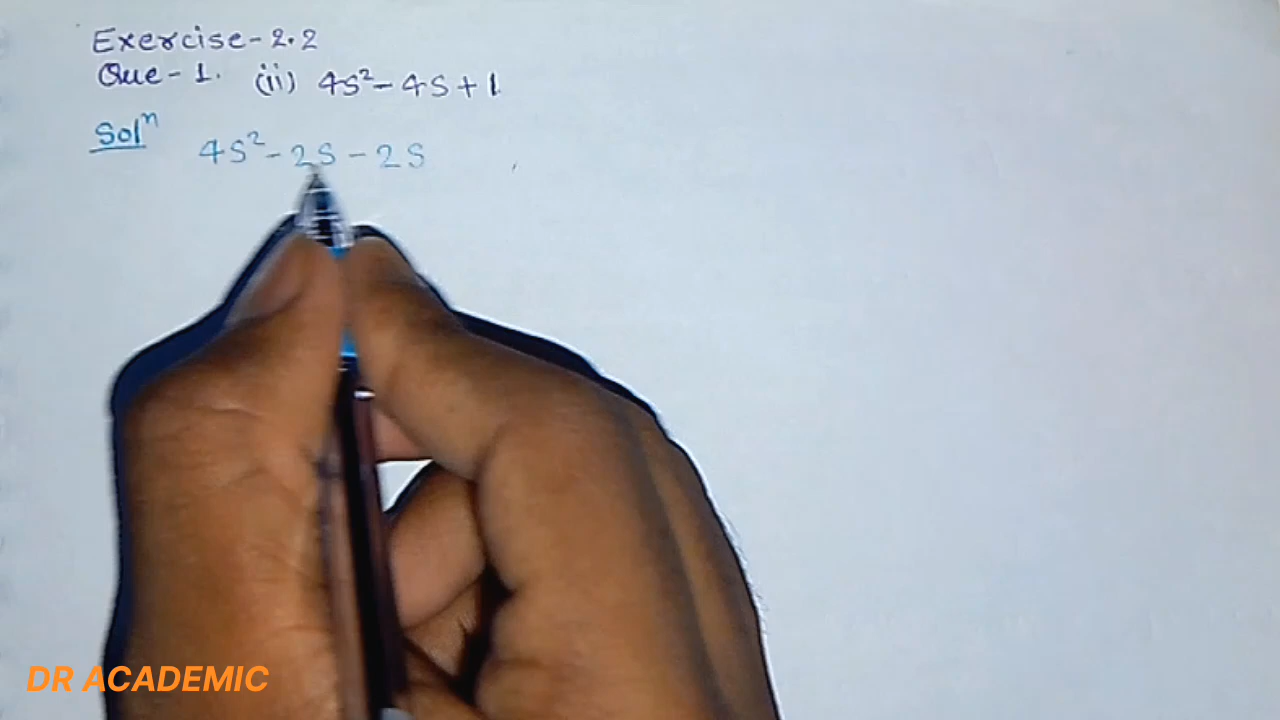 Exercise-2.2
Que-1. (ii) 4s²-4s+1
Solⁿ 4s²-2s-2s
DR ACADEMIC